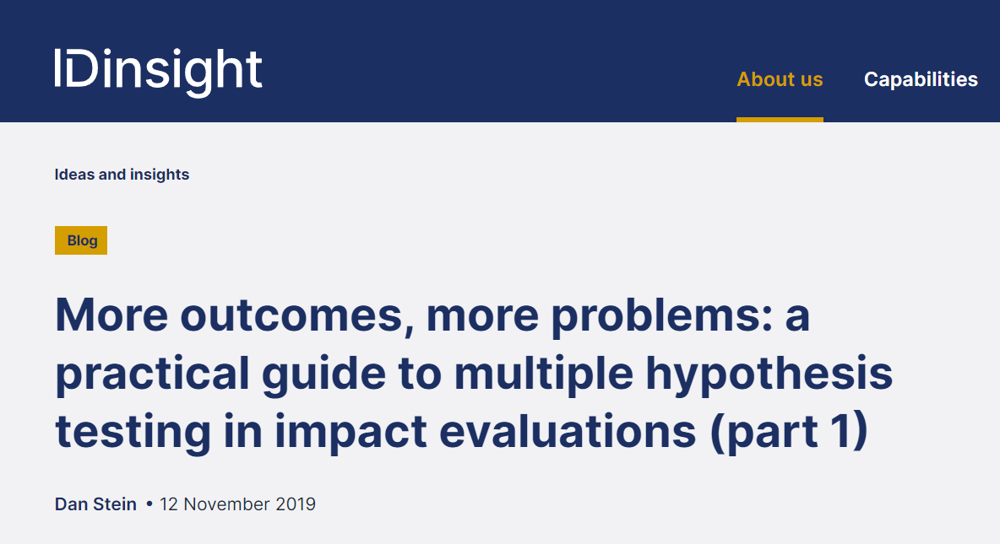 IDinsight
About us
Capabilities
Ideas and insights
Blog
More outcomes, more problems: a
practical guide to multiple hypothesis
testing in impact evaluations (part 1)
Dan Stein • 12 November 2019